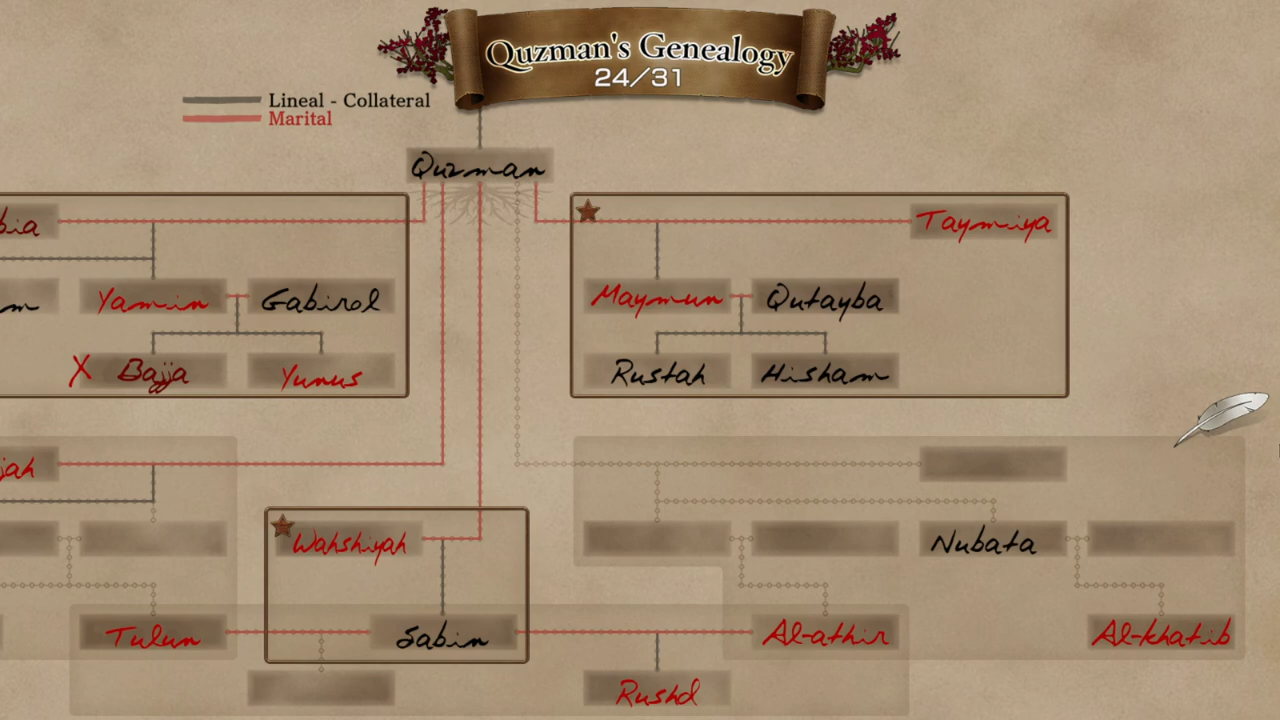 Quzman's Genealogy
24/31
Lineal - Collateral
Marital
Quzman
bia
Taymiya
m
Yamin
Gabirol
Maymun
Qutayba
X Bajja
Yunus
Rustah
Hisham
jah
Wahshiyah
Nubata
Tulun
Sabin
Al-athir
Al-khatib
Rushd